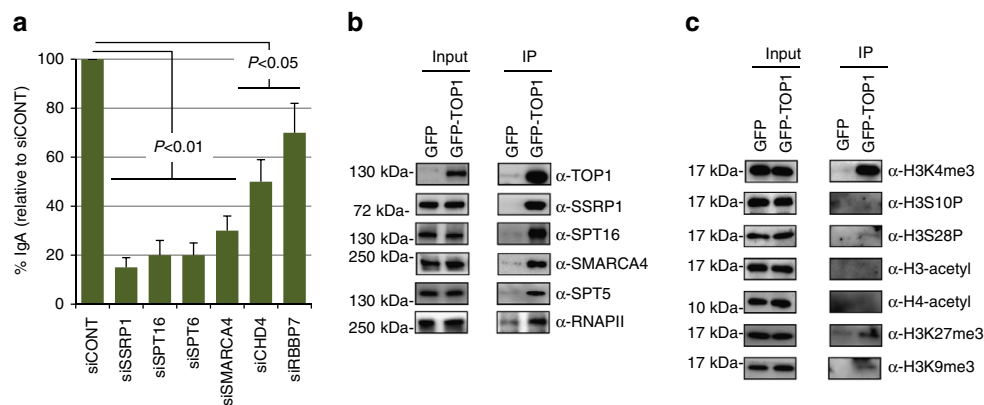 a
% IgA (relative to siCONT)
100
80
60
40
20
0
P<0.05
P<0.01
siCONT
siSSRP1
siSPT16
siSPT6
siSMARCA4
siCHD4
siRBBP7
b
Input IP
GFP
GFP-TOP1
GFP
GFP-TOP1
130 kDa- α-TOP1
72 kDa- α-SSRP1
130 kDa- α-SPT16
250 kDa- α-SMARCA4
130 kDa- α-SPT5
250 kDa- α-RNAPII
c
Input IP
GFP
GFP-TOP1
GFP
GFP-TOP1
17 kDa- α-H3K4me3
17 kDa- α-H3S10P
17 kDa- α-H3S28P
17 kDa- α-H3-acetyl
10 kDa- α-H4-acetyl
17 kDa- α-H3K27me3
17 kDa- α-H3K9me3